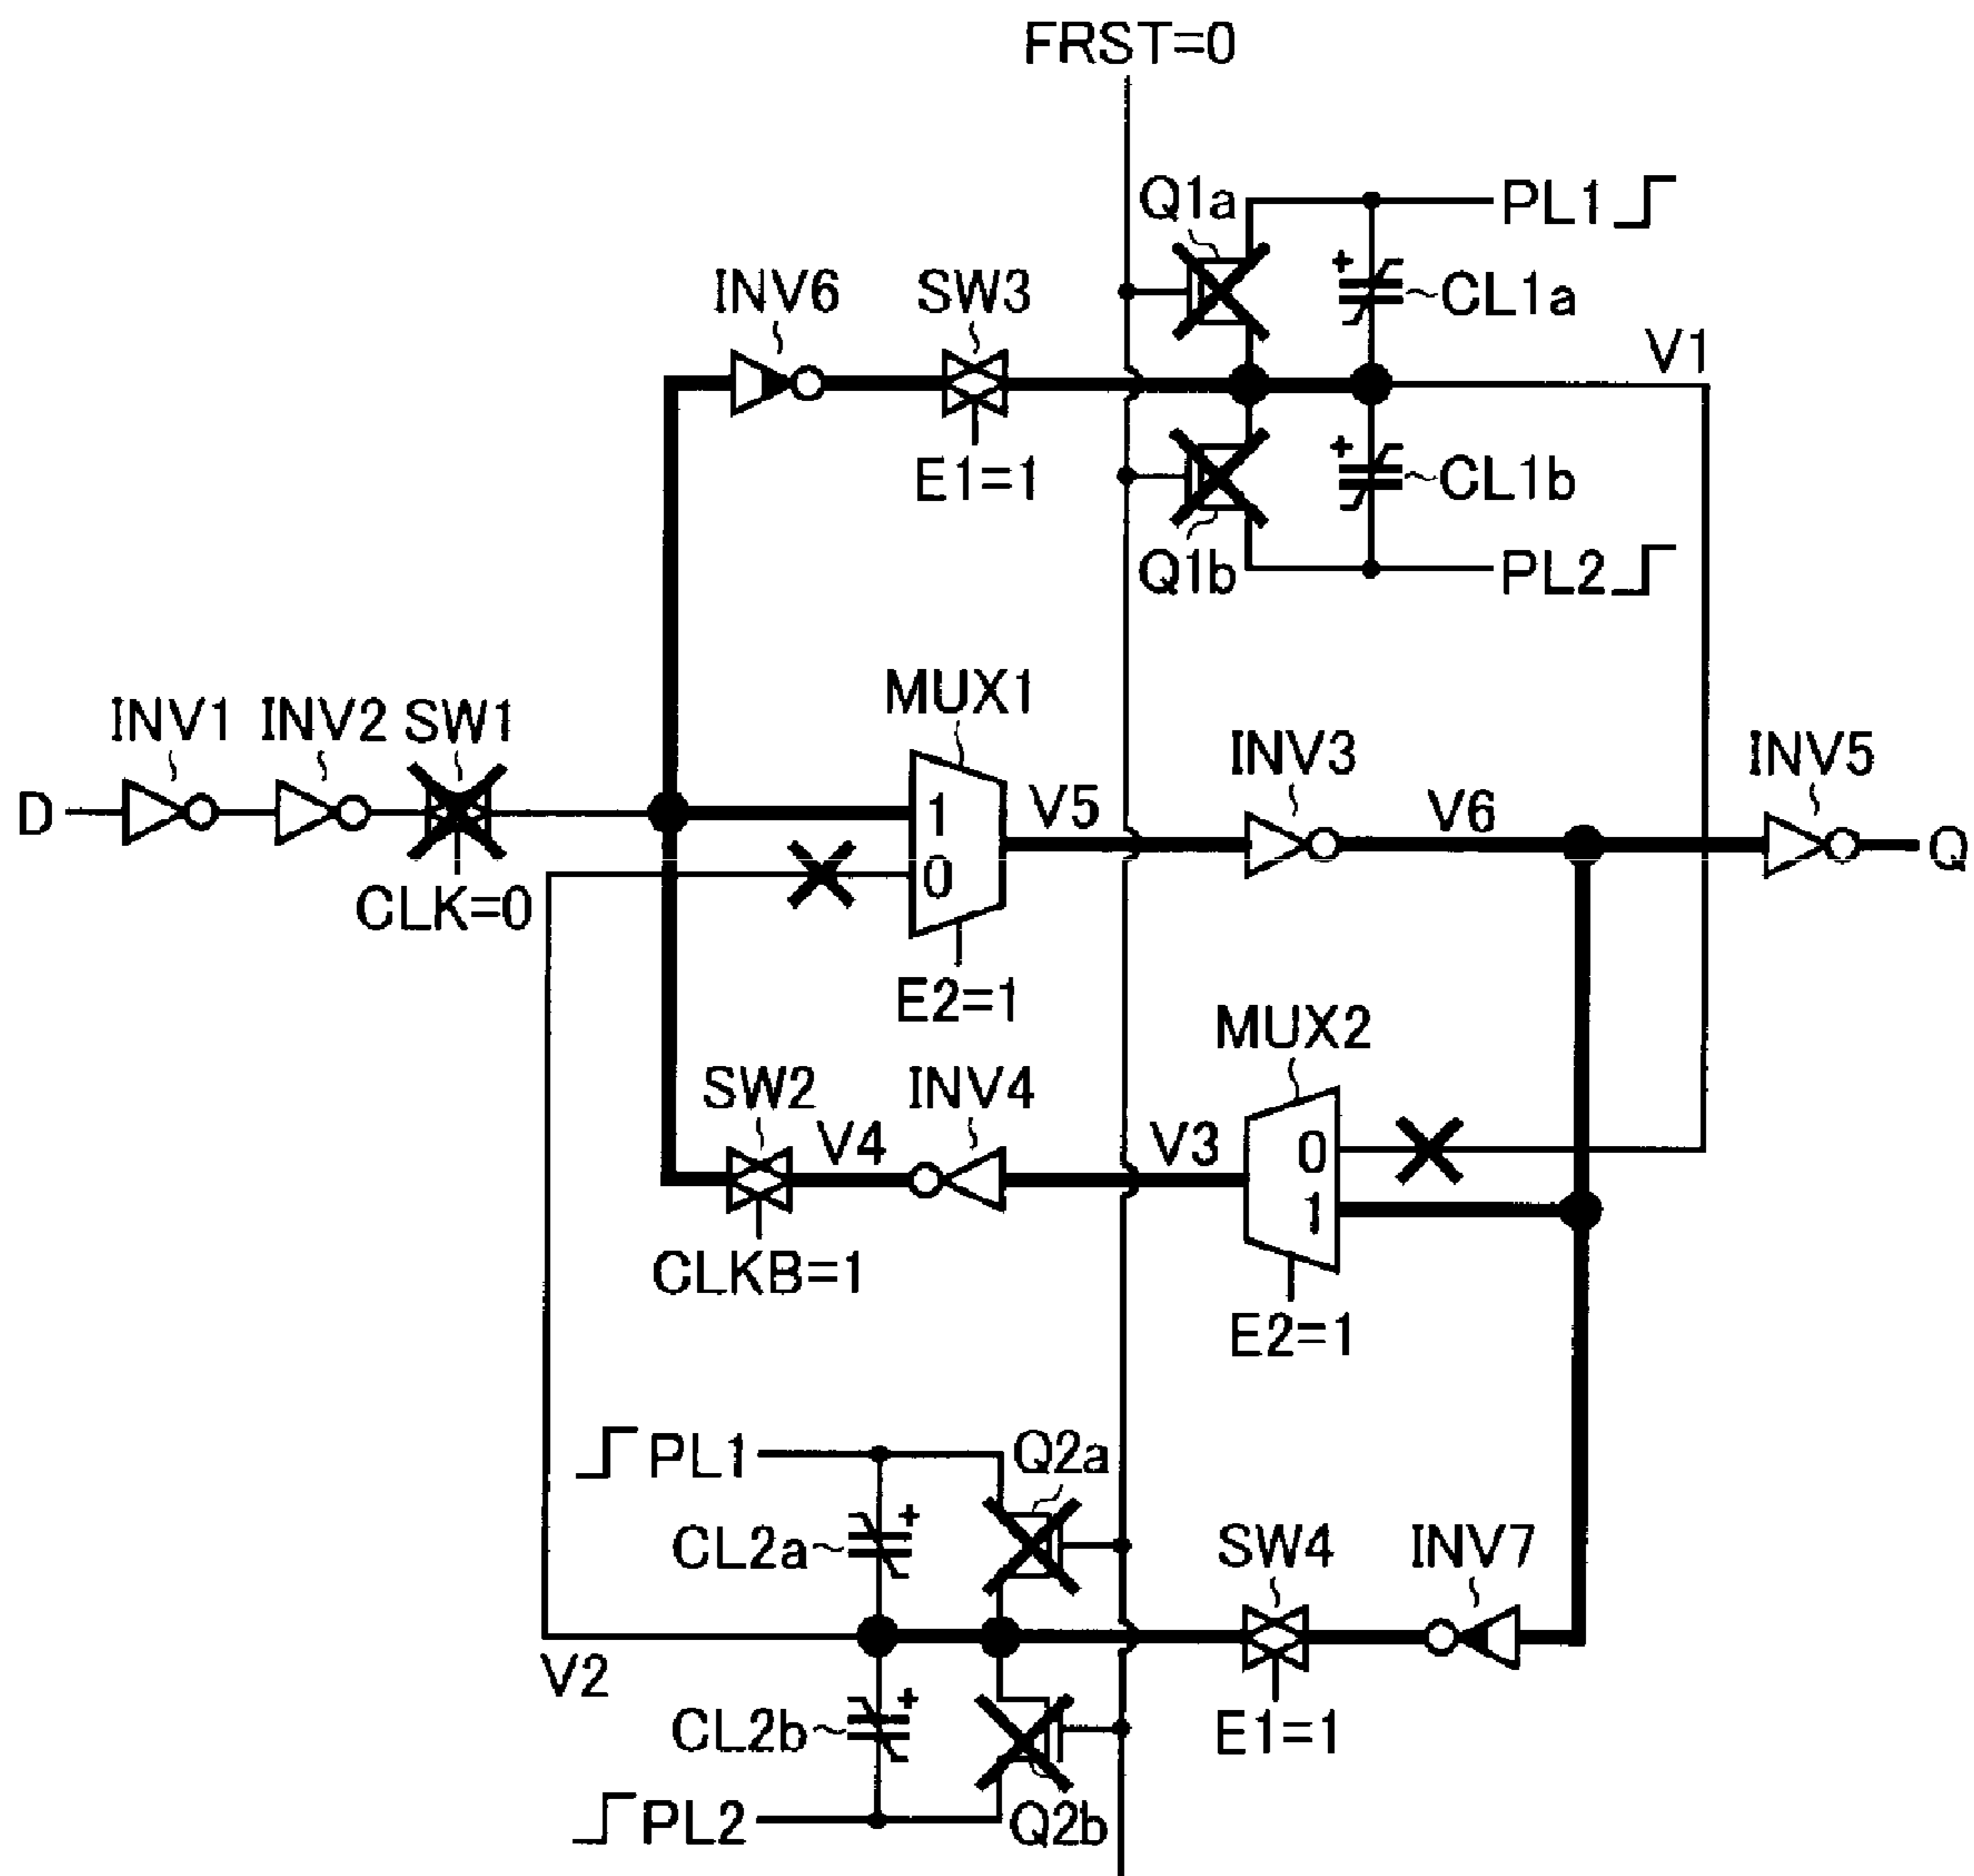 FRST=0
Q1a
PL1
INV6
SW3
+
CL1a
V1
E1=1
+
CL1b
Q1b
PL2
MUX1
INV1
INV2
SW1
INV3
INV5
D
1
V5
V6
Q
0
CLK=0
E2=1
MUX2
SW2
INV4
V4
V3
0
1
CLKB=1
E2=1
PL1
Q2a
+
CL2a
SW4
INV7
V2
+
CL2b
E1=1
PL2
Q2b